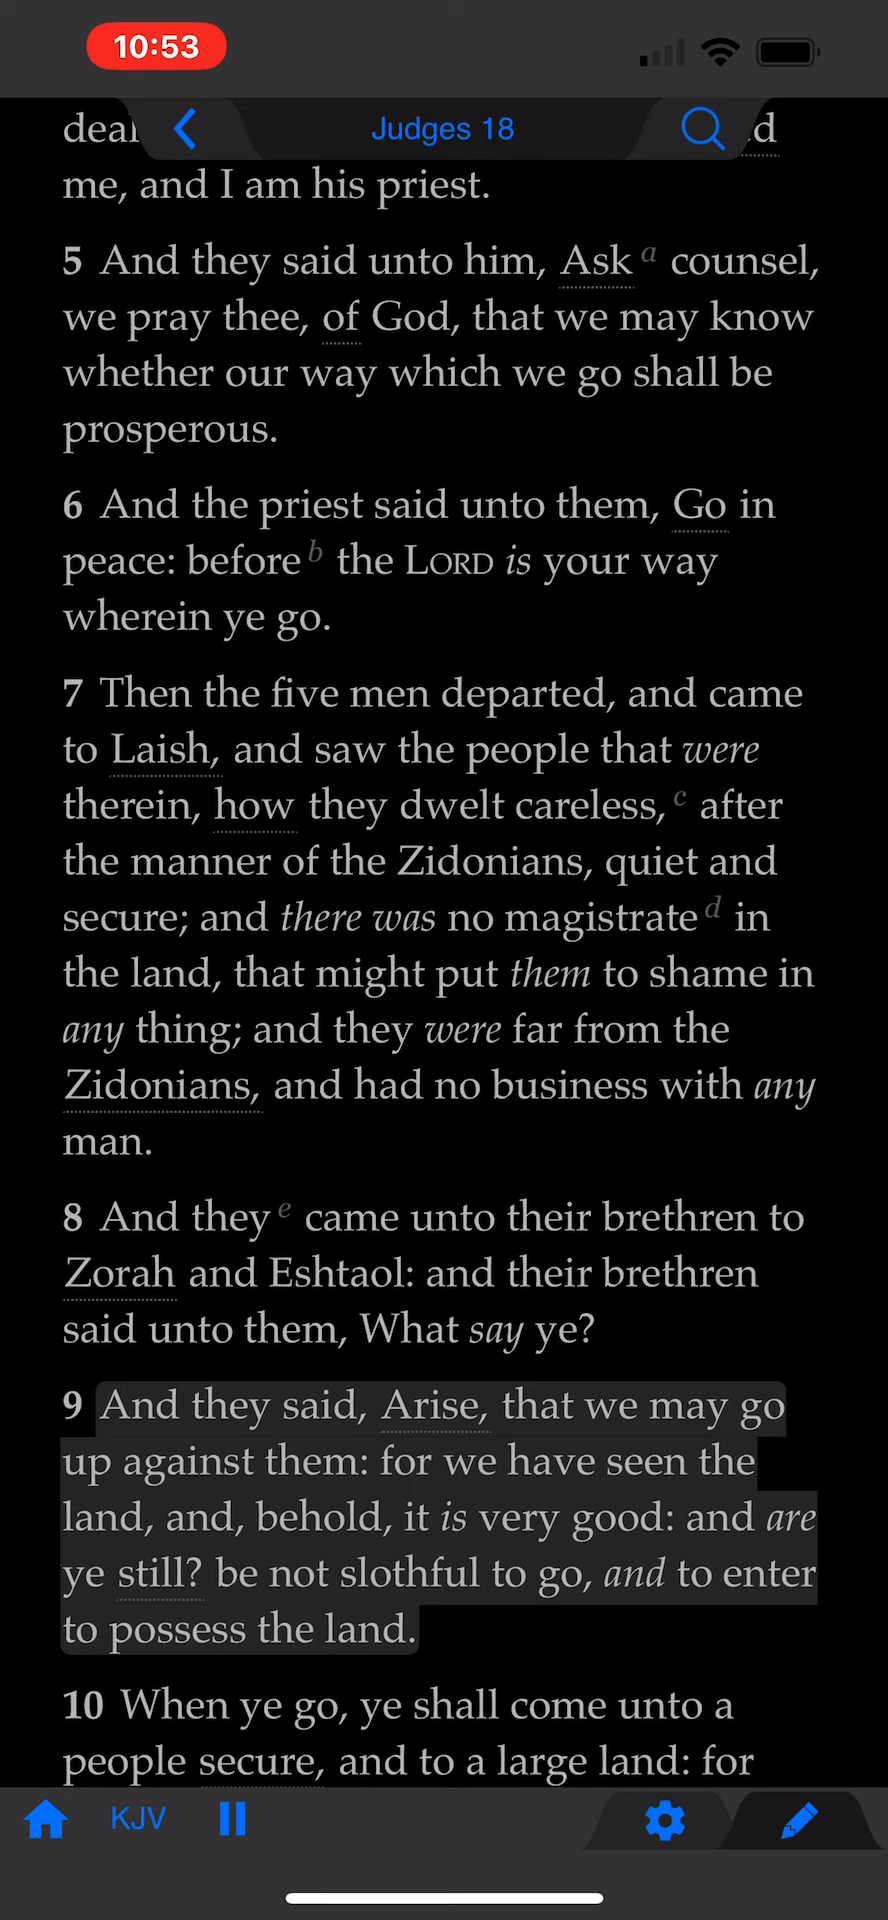 10:53
Judges 18
me, and I am his priest.
5 And they said unto him, Ask a counsel,
we pray thee, of God, that we may know
whether our way which we go shall be
prosperous.
6 And the priest said unto them, Go in
peace: before b the LORD is your way
wherein ye go.
7 Then the five men departed, and came
to Laish, and saw the people that were
therein, how they dwelt careless, c after
the manner of the Zidonians, quiet and
secure; and there was no magistrate d in
the land, that might put them to shame in
any thing; and they were far from the
Zidonians, and had no business with any
man.
8 And they e came unto their brethren to
Zorah and Eshtaol: and their brethren
said unto them, What say ye?
9 And they said, Arise, that we may go
up against them: for we have seen the
land, and, behold, it is very good: and are
ye still? be not slothful to go, and to enter
to possess the land.
10 When ye go, ye shall come unto a
people secure, and to a large land: for
KJV